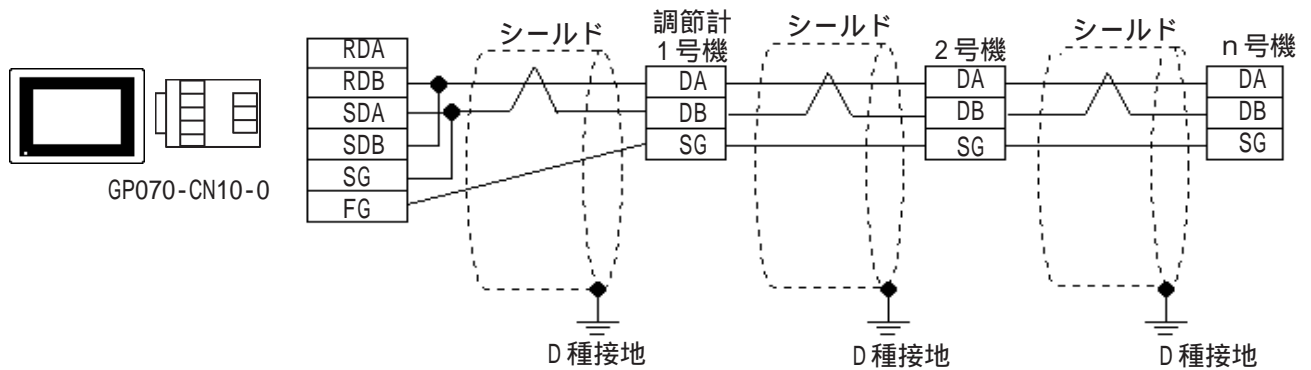 GP070-CN10-0
RDA
RDB
SDA
SDB
SG
FG
シールド
調節計
1号機
DA
DB
SG
シールド
2号機
DA
DB
SG
シールド
n号機
DA
DB
SG
D種接地
D種接地
D種接地